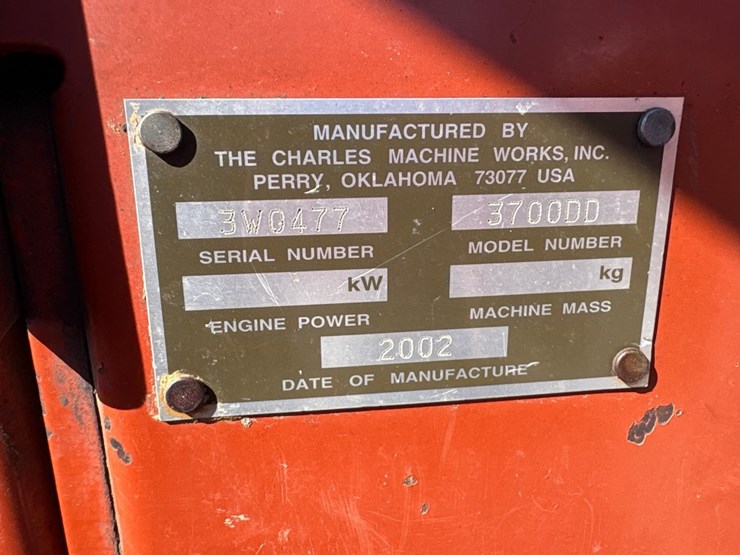 MANUFACTURED BY
THE CHARLES MACHINE WORKS, INC.
PERRY, OKLAHOMA 73077 USA
3W0477 3700DD
SERIAL NUMBER MODEL NUMBER
kW kg
ENGINE POWER MACHINE MASS
2002
DATE OF MANUFACTURE